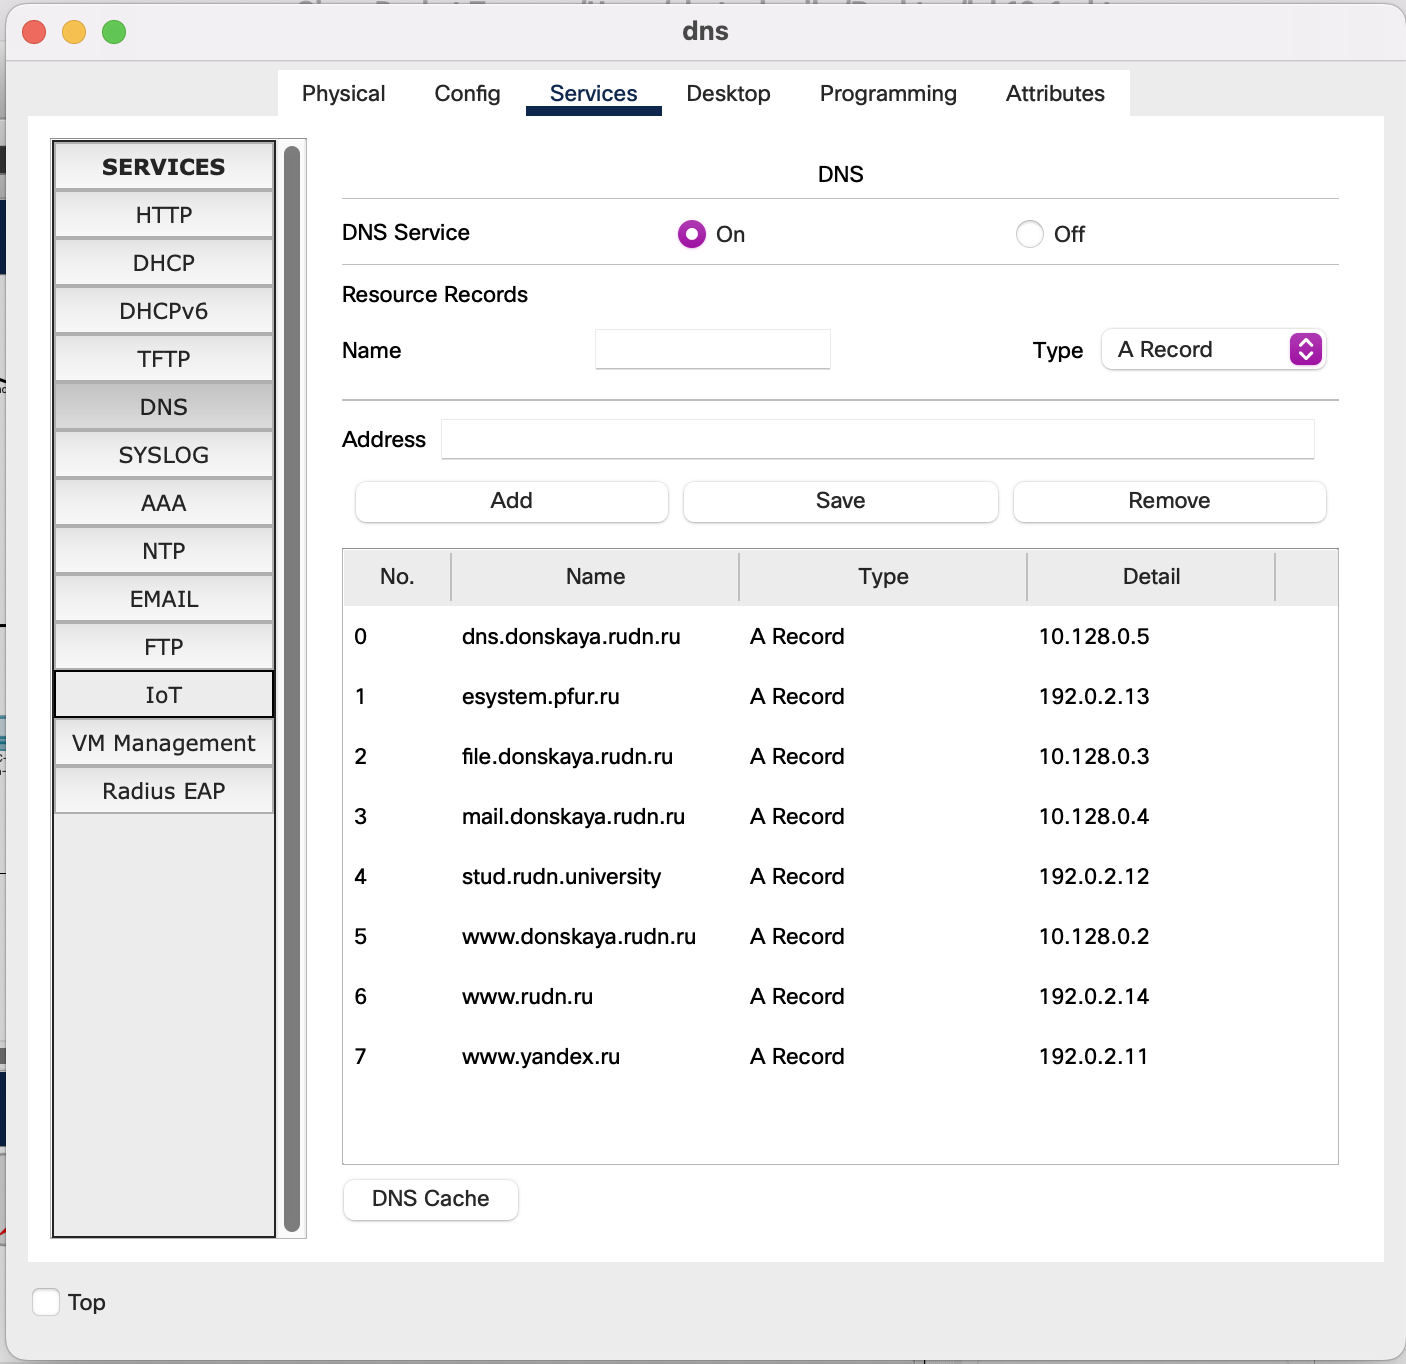 dns
Physical Config Services Desktop Programming Attributes
SERVICES
HTTP
DHCP
DHCPv6
TFTP
DNS
SYSLOG
AAA
NTP
EMAIL
FTP
IoT
VM Management
Radius EAP
DNS
DNS Service On Off
Resource Records
Name Type A Record
Address
Add Save Remove
No. Name Type Detail
0 dns.donskaya.rudn.ru A Record 10.128.0.5
1 esystem.pfur.ru A Record 192.0.2.13
2 file.donskaya.rudn.ru A Record 10.128.0.3
3 mail.donskaya.rudn.ru A Record 10.128.0.4
4 stud.rudn.university A Record 192.0.2.12
5 www.donskaya.rudn.ru A Record 10.128.0.2
6 www.rudn.ru A Record 192.0.2.14
7 www.yandex.ru A Record 192.0.2.11
DNS Cache
Top